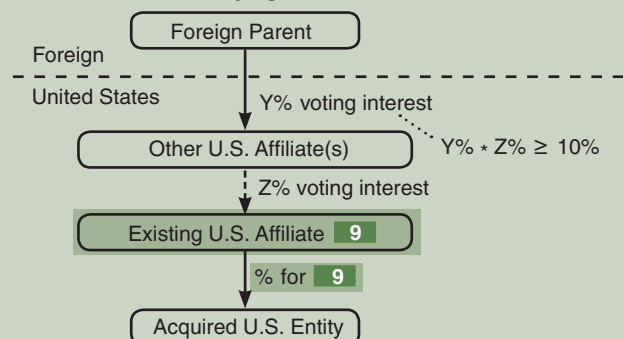 Foreign Parent
Foreign
United States
Y% voting interest
Y% * Z% ≥ 10%
Other U.S. Affiliate(s)
Z% voting interest
Existing U.S. Affiliate 9
% for 9
Acquired U.S. Entity